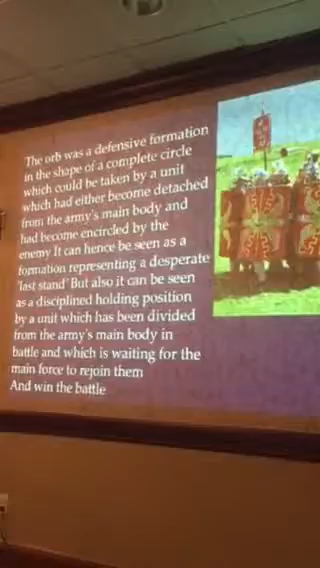 The orb was a defensive formation
in the shape of a complete circle
which could be taken by a unit
which had either become detached
from the army's main body and
had become encircled by the
enemy It can hence be seen as a
formation representing a desperate
'last stand' But also it can be seen
as a disciplined holding position
by a unit which has been divided
from the army's main body in
battle and which is waiting for the
main force to rejoin them
And win the battle